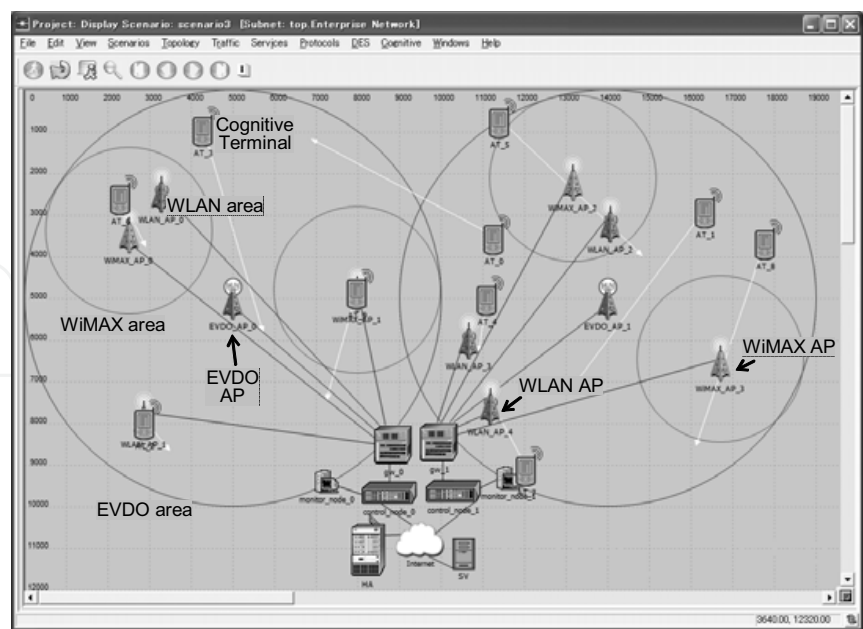 Project: Display Scenario: scenario3 [Subnet: top.Enterprise Network]
File Edit View Scenarios Topology Traffic Services Protocols DES Cognitive Windows Help
0 1000 2000 3000 4000 5000 7000 8000 9000 10000 11000 12000 13000 14000 15000 16000 17000 18000 19000
1000
2000
3000
4000
5000
6000
7000
8000
9000
10000
11000
12000
Cognitive
Terminal
AT_3
AT_5
WLAN area
WLAN_AP_0
WiMAX_AP_0
WiMAX_AP_2
WLAN_AP_2
AT_1
AT_0
AT_8
WiMAX area
EVDO_AP_0
WiMAX_AP_1
AT_4
EVDO_AP_1
EVDO
AP
WLAN_AP_3
WiMAX AP
WiMAX_AP_3
WLAN AP
WLAN_AP_4
gw_0
gw_1
monitor_node_0
control_node_0
control_node_1
EVDO area
Internet
HA
SV
3640.00, 12320.00